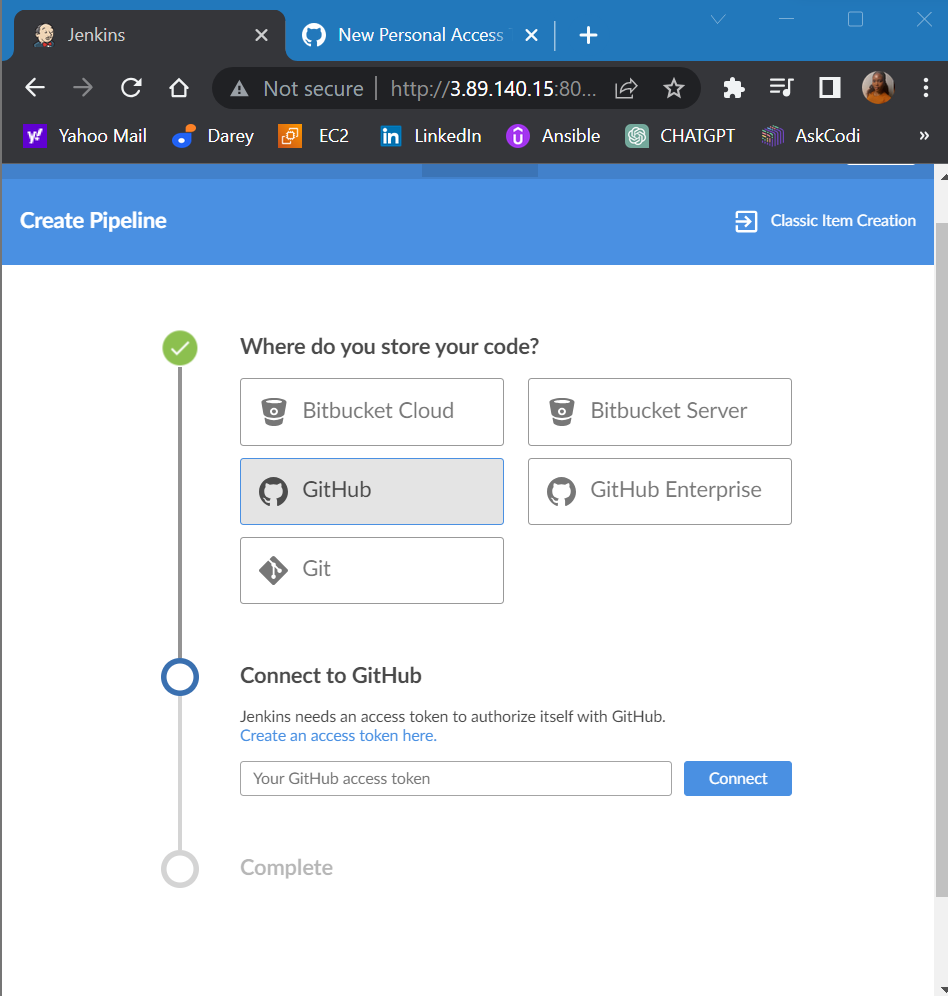 Jenkins
New Personal Access
Not secure
http://3.89.140.15:80...
Yahoo Mail
Darey
EC2
LinkedIn
Ansible
CHATGPT
AskCodi
»
Create Pipeline
Classic Item Creation
Where do you store your code?
Bitbucket Cloud
Bitbucket Server
GitHub
GitHub Enterprise
Git
Connect to GitHub
Jenkins needs an access token to authorize itself with GitHub.
Create an access token here.
Your GitHub access token
Connect
Complete